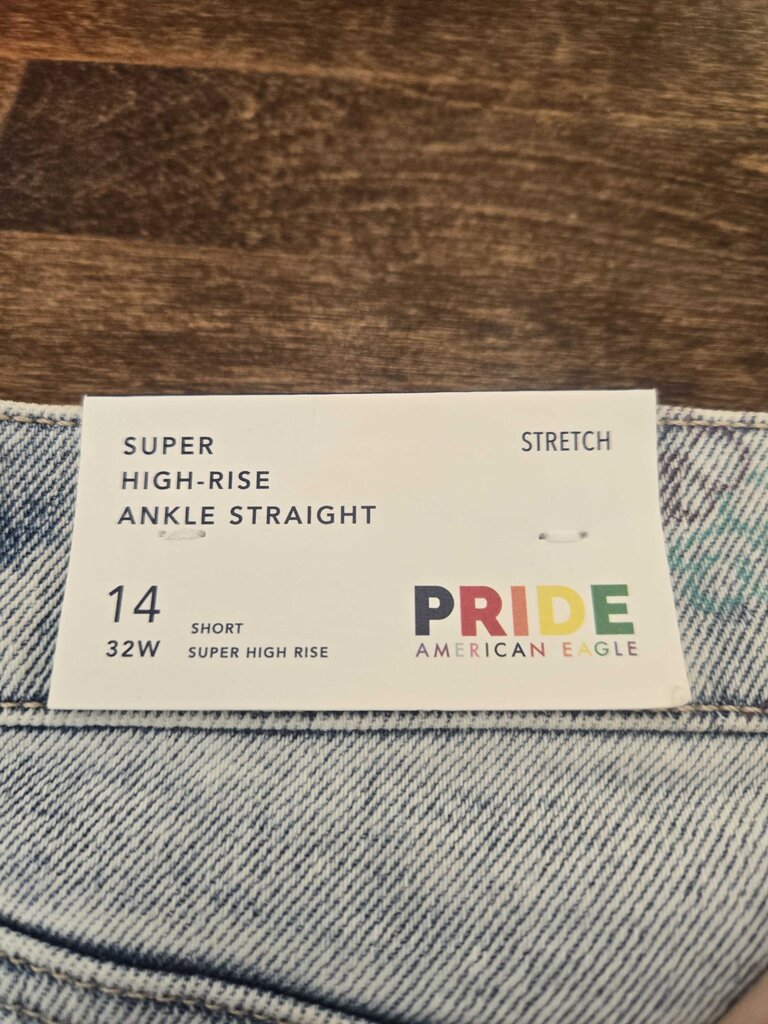 SUPER
HIGH-RISE
ANKLE STRAIGHT
STRETCH
14
32W
SHORT
SUPER HIGH RISE
PRIDE
AMERICAN EAGLE